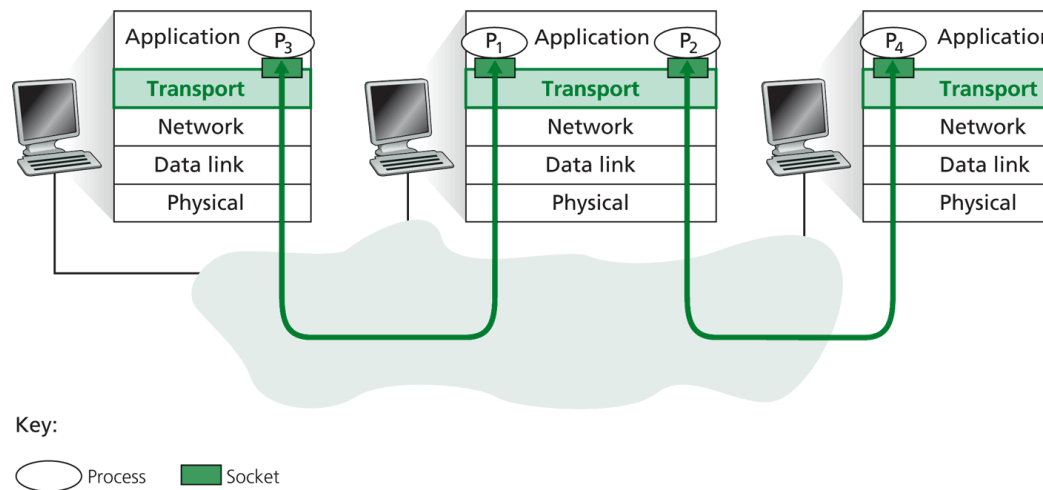 Application P3
Transport
Network
Data link
Physical
P1 Application P2
Transport
Network
Data link
Physical
P4 Application
Transport
Network
Data link
Physical
Key:
Process Socket